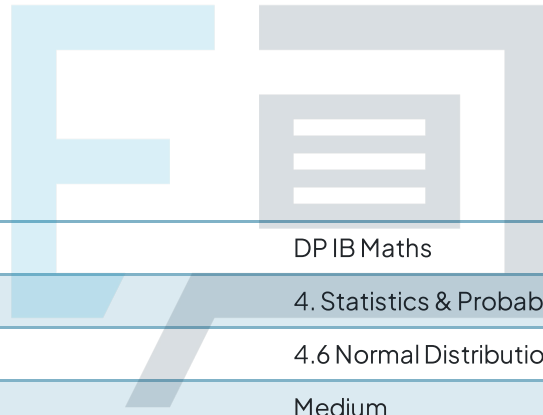 DP IB Maths
4. Statistics & Probab
4.6 Normal Distributio
Medium